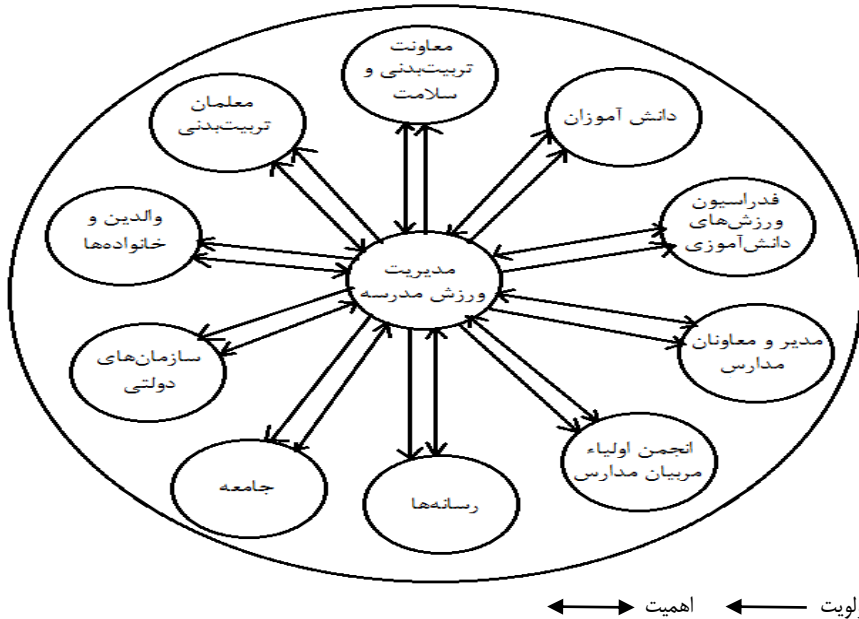 معاونت
تربیت‌بدنی و
سلامت
دانش آموزان
معلمان
تربیت‌بدنی
فدراسیون
ورزش‌های
دانش‌آموزی
والدین و
خانواده‌ها
مدیریت
ورزش مدرسه
مدیر و معاونان
مدارس
سازمان‌های
دولتی
انجمن اولیاء
مربیان مدارس
جامعه
رسانه‌ها
لویت
اهمیت